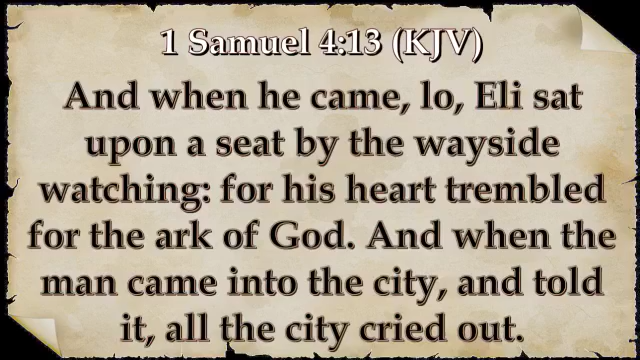 1 Samuel 4:13 (KJV)
And when he came, lo, Eli sat
upon a seat by the wayside
watching: for his heart trembled
for the ark of God. And when the
man came into the city, and told
it, all the city cried out.